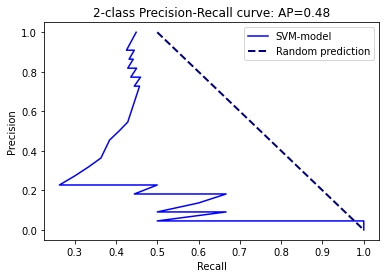 2-class Precision-Recall curve: AP=0.48
SVM-model
Random prediction
Precision
1.0
0.8
0.6
0.4
0.2
0.0
0.3 0.4 0.5 0.6 0.7 0.8 0.9 1.0
Recall